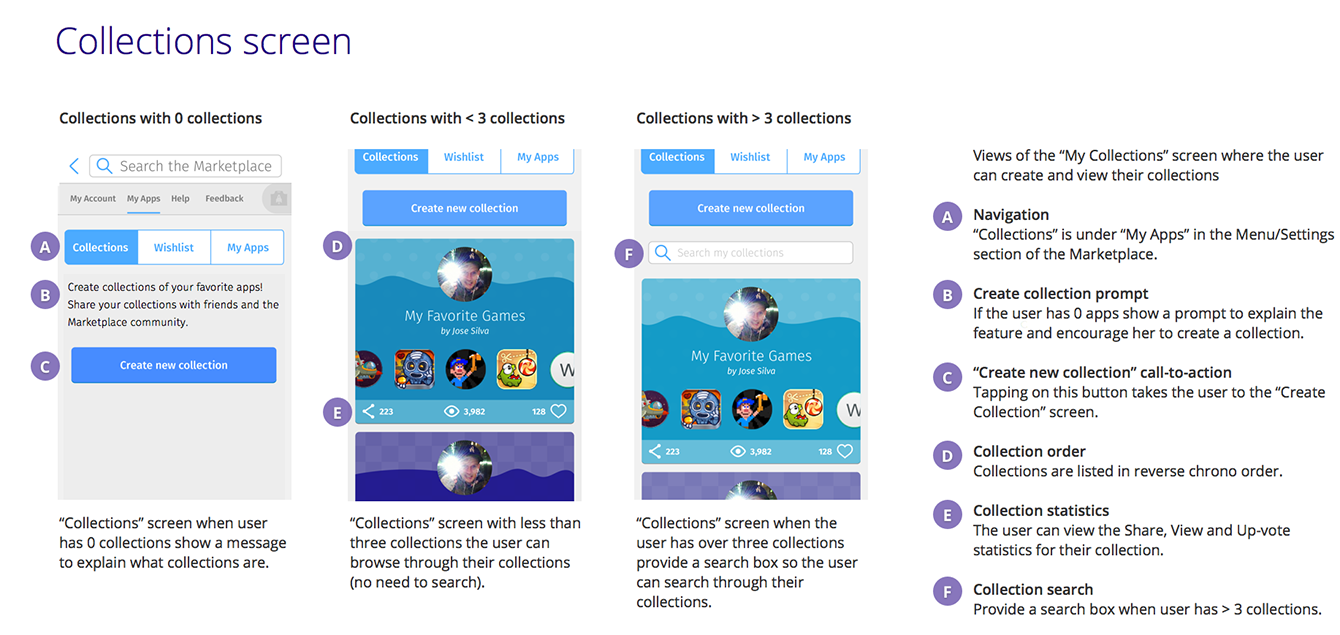 Collections screen
Collections with 0 collections
Search the Marketplace
My Account My Apps Help Feedback
A
Collections Wishlist My Apps
B
Create collections of your favorite apps!
Share your collections with friends and the
Marketplace community.
C
Create new collection
“Collections” screen when user
has 0 collections show a message
to explain what collections are.
Collections with < 3 collections
Collections Wishlist My Apps
Create new collection
D
My Favorite Games
by Jose Silva
W
E
223 3,982 128
“Collections” screen with less than
three collections the user can
browse through their collections
(no need to search).
Collections with > 3 collections
Collections Wishlist My Apps
Create new collection
F
Search my collections
My Favorite Games
by Jose Silva
W
223 3,982 128
“Collections” screen when the
user has over three collections
provide a search box so the user
can search through their
collections.
Views of the “My Collections” screen where the user
can create and view their collections
A
Navigation
“Collections” is under “My Apps” in the Menu/Settings
section of the Marketplace.
B
Create collection prompt
If the user has 0 apps show a prompt to explain the
feature and encourage her to create a collection.
C
“Create new collection” call-to-action
Tapping on this button takes the user to the “Create
Collection” screen.
D
Collection order
Collections are listed in reverse chrono order.
E
Collection statistics
The user can view the Share, View and Up-vote
statistics for their collection.
F
Collection search
Provide a search box when user has > 3 collections.